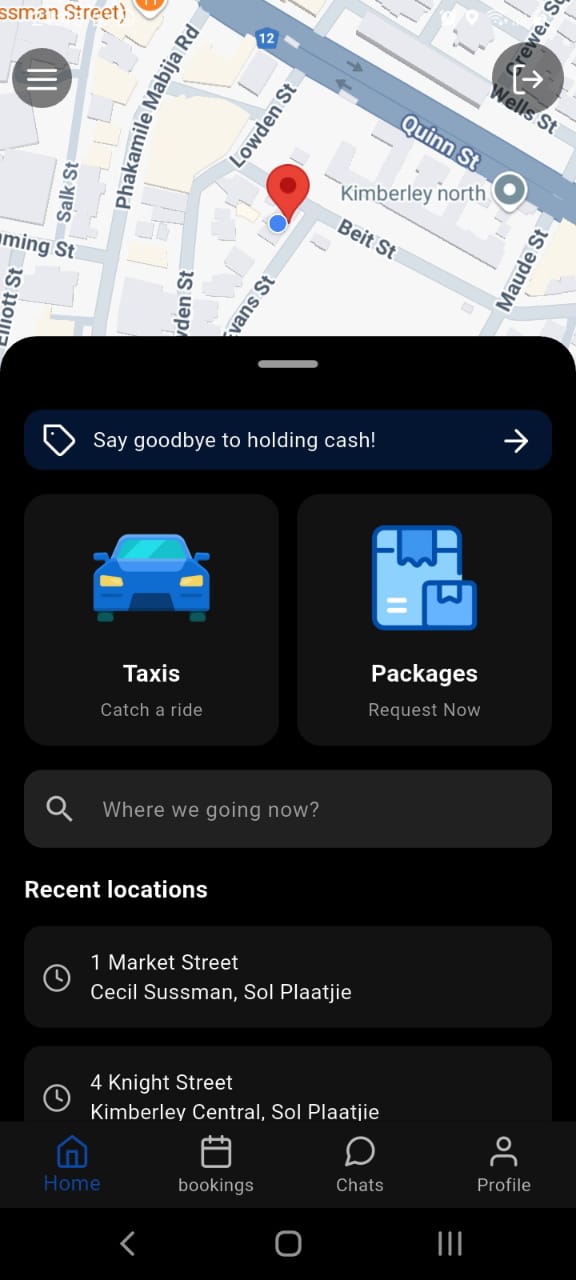 ssman Street)
12
Crewe St
Wells St
Phakamile Mabija Rd
Lowden St
Quinn St
Salk St
Kimberley north
Beit St
ming St
Maude St
Elliott St
den St
Evans St
Say goodbye to holding cash!
Taxis
Packages
Catch a ride
Request Now
Where we going now?
Recent locations
1 Market Street
Cecil Sussman, Sol Plaatjie
4 Knight Street
Kimberley Central, Sol Plaatjie
Home
bookings
Chats
Profile